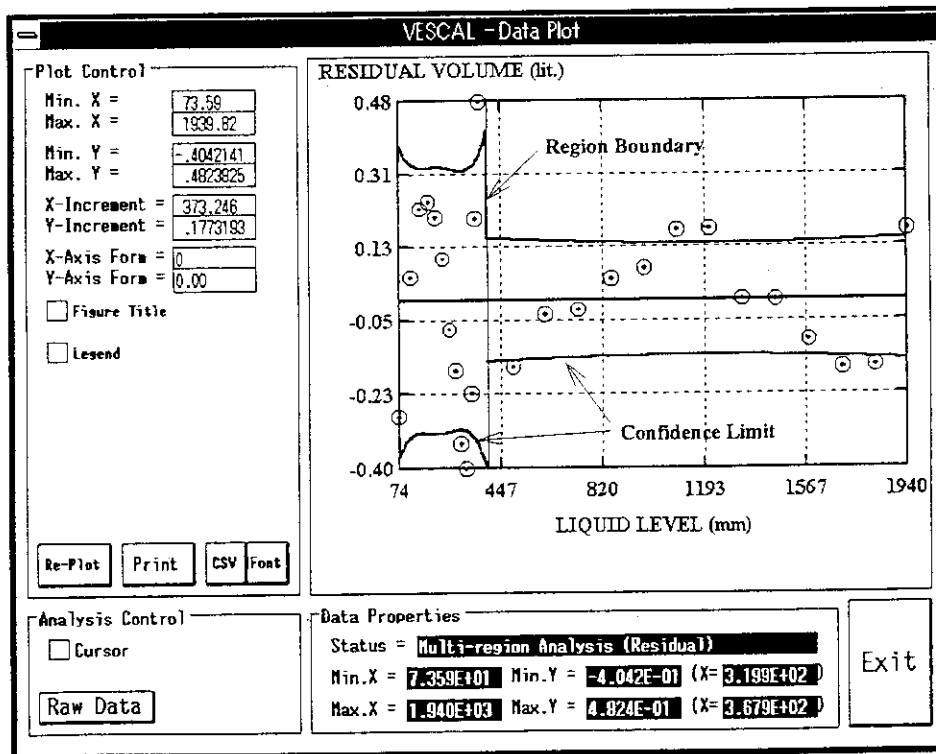 VESCAL - Data Plot
Plot Control
Min. X = 73.59
Max. X = 1939.82
Min. Y = -.4042141
Max. Y = .4823825
X-Increment = 373.246
Y-Increment = .1773193
X-Axis Form = 0
Y-Axis Form = 0.00
Figure Title
Legend
Re-Plot Print CSV Font
RESIDUAL VOLUME (lit.)
0.48
0.31
0.13
-0.05
-0.23
-0.40
Region Boundary
Confidence Limit
74 447 820 1193 1567 1940
LIQUID LEVEL (mm)
Analysis Control
Cursor
Raw Data
Data Properties
Status = Multi-region Analysis (Residual)
Min.X = 7.359E+01 Min.Y = -4.042E-01 (X= 3.199E+02 )
Max.X = 1.940E+03 Max.Y = 4.824E-01 (X= 3.679E+02 )
Exit